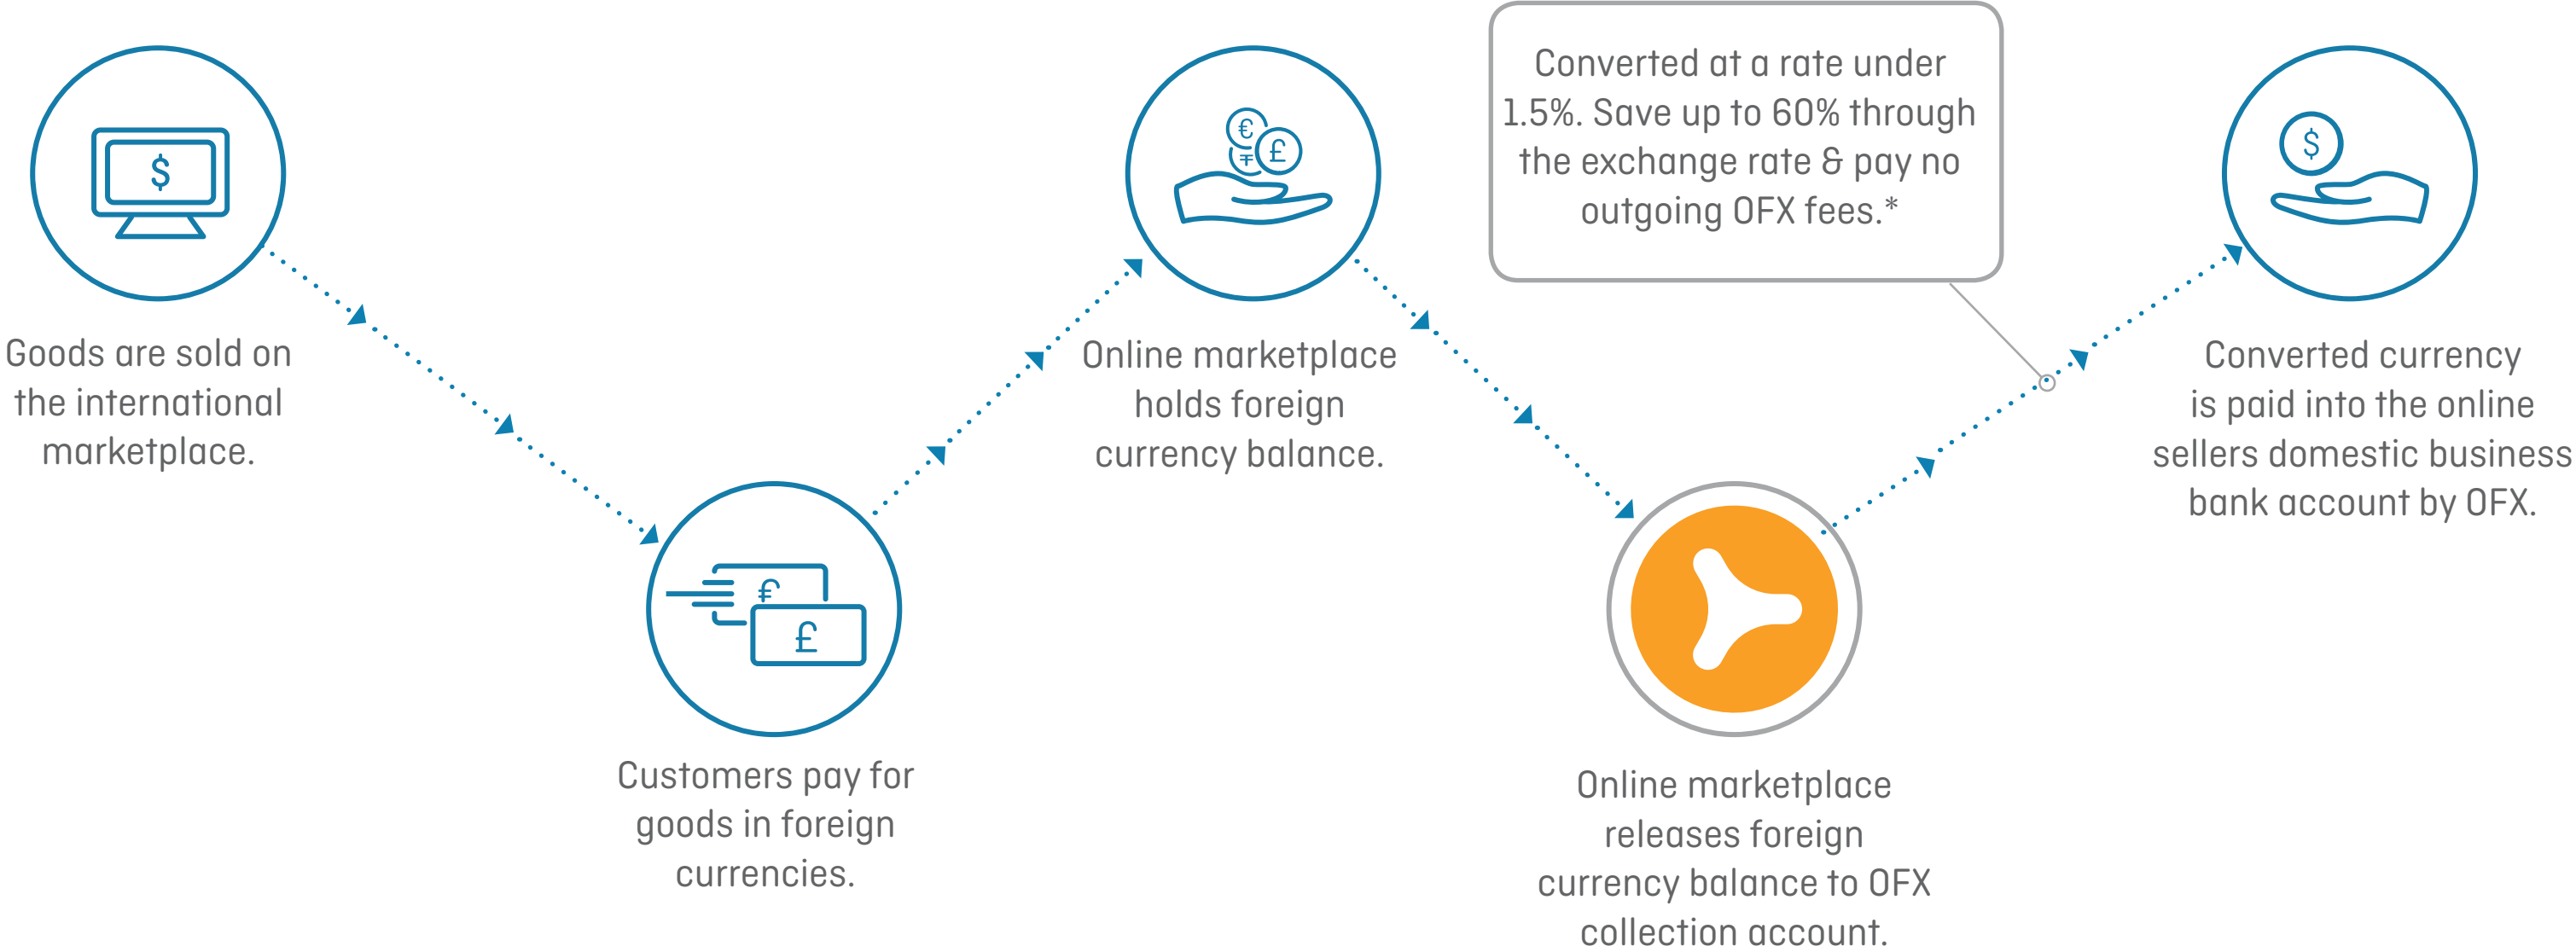 $
Goods are sold on
the international
marketplace.
£
Customers pay for
goods in foreign
currencies.
€
£
Online marketplace
holds foreign
currency balance.
Converted at a rate under
1.5%. Save up to 60% through
the exchange rate & pay no
outgoing OFX fees.*
Online marketplace
releases foreign
currency balance to OFX
collection account.
$
Converted currency
is paid into the online
sellers domestic business
bank account by OFX.